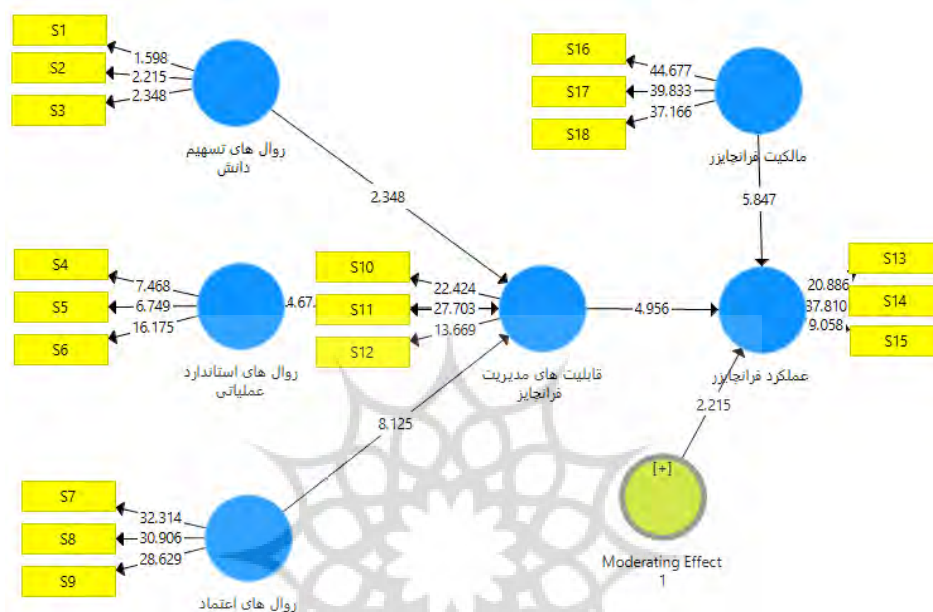 S1
S2
S3
1.598
2.215
2.348
روال های تسهیم
دانش
S16
S17
S18
44.677
39.833
37.166
مالکیت فرانچایزر
2.348
5.847
S4
S5
S6
7.468
6.749
16.175
روال های استاندارد
عملیاتی
4.67
S10
S11
S12
22.424
27.703
13.669
قابلیت های مدیریت
فرانچایز
4.956
عملکرد فرانچایزر
20.886
37.810
9.058
S13
S14
S15
8.125
2.215
[+]
Moderating Effect
1
S7
S8
S9
32.314
30.906
28.629
روال های اعتماد